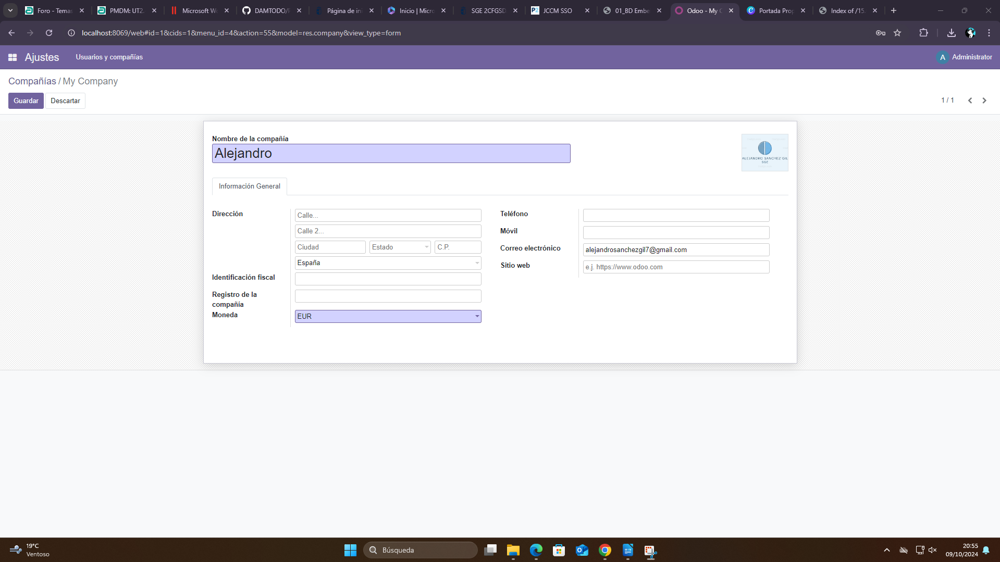 Foro - Temas
PMDM: UT2.
Microsoft Wo
DAMTODO/P
Página de ini
Inicio | Micro
SGE 2CFGSD.
JCCM SSO
01_BD Embe
Odoo - My C
Portada Prop
Index of /15.
localhost:8069/web#id=1&cids=1&menu_id=4&action=55&model=res.company&view_type=form
Ajustes
Usuarios y compañías
A Administrator
Compañías / My Company
Guardar
Descartar
1 / 1
Nombre de la compañía
Alejandro
ALEJANDRO SANCHEZ GIL
SGE
Información General
Dirección
Calle...
Calle 2...
Ciudad
Estado
C.P.
España
Identificación fiscal
Registro de la
compañía
Moneda
EUR
Teléfono
Móvil
Correo electrónico
alejandrosanchezgil7@gmail.com
Sitio web
e.j. https://www.odoo.com
19°C
Ventoso
Búsqueda
20:55
09/10/2024